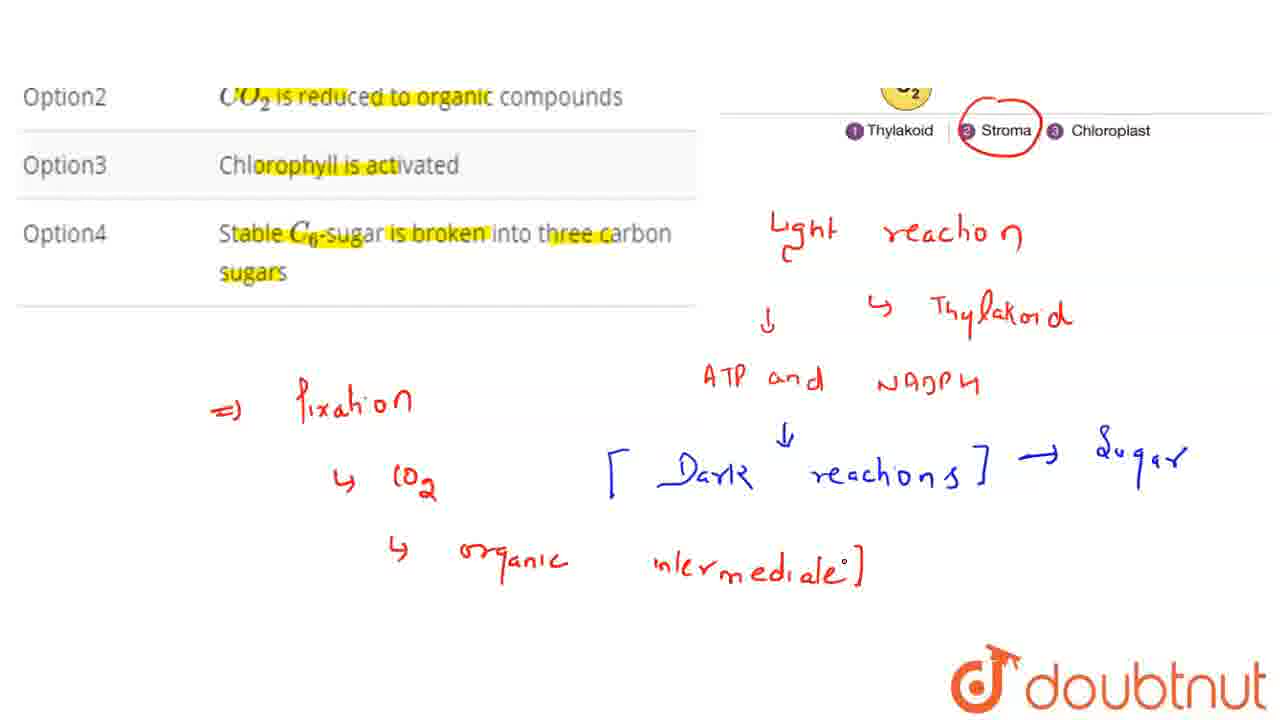 Option2 CO2 is reduced to organic compounds
O2
1 Thylakoid 2 Stroma 3 Chloroplast
Option3 Chlorophyll is activated
Option4 Stable C6-sugar is broken into three carbon
sugars
Light reaction
C
↓ ↳ Thylakoid
ATP and NADPH
⇒ fixation
↓
[ Dark reactions ] → Sugar
↳ CO2
↳ organic intermediate]
doubtnut